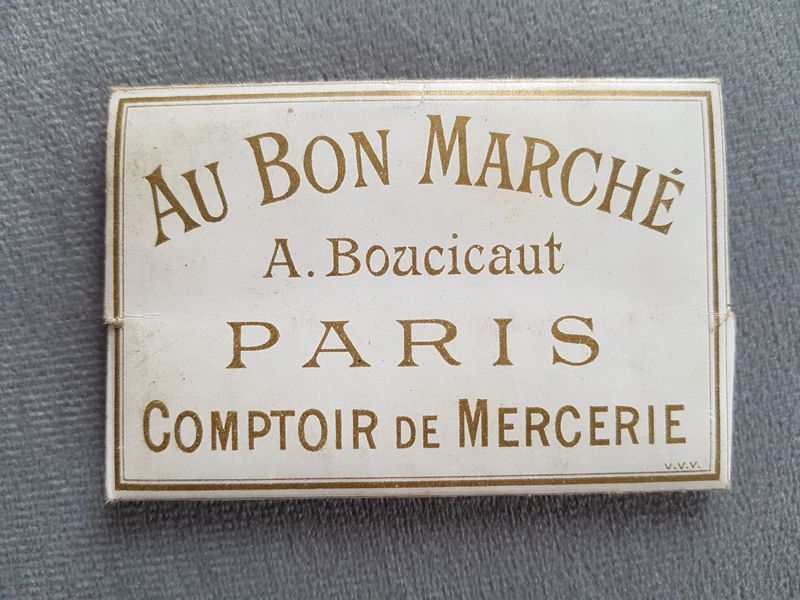 AU BON MARCHÉ
A. Boucicaut
PARIS
COMPTOIR DE MERCERIE
V.V.V.